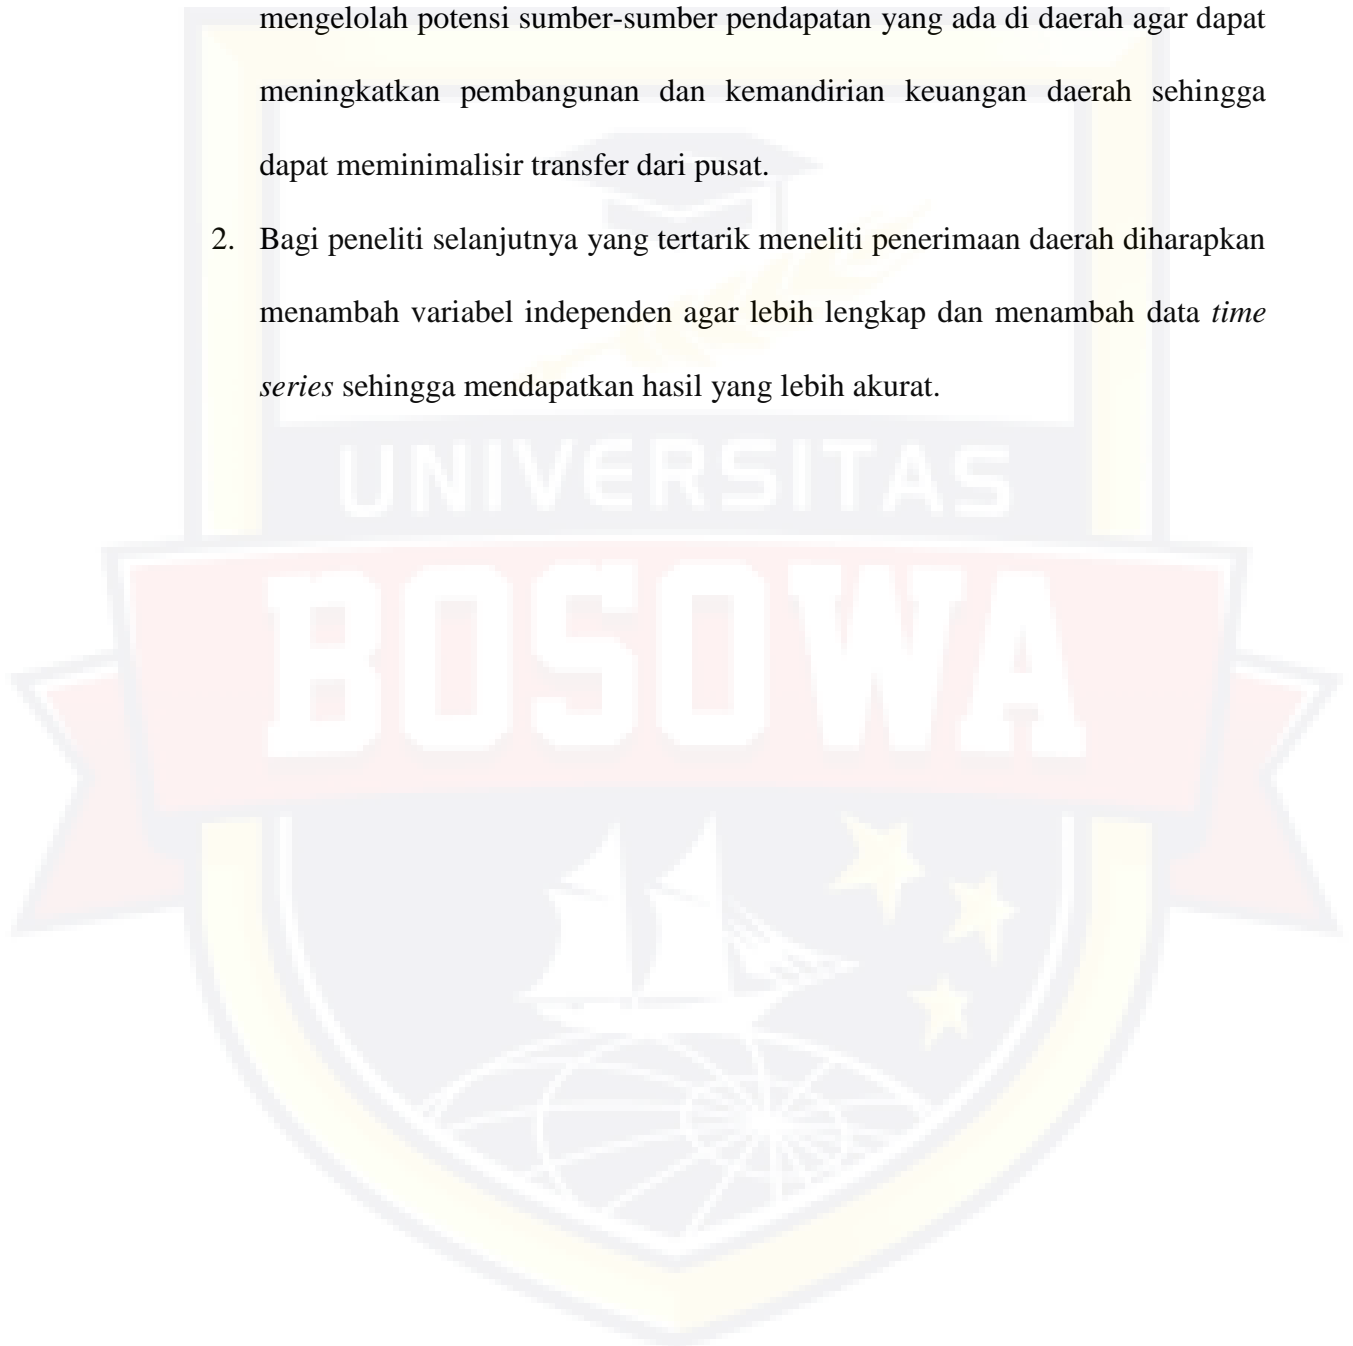 mengelolah potensi sumber-sumber pendapatan yang ada di daerah agar dapat
meningkatkan pembangunan dan kemandirian keuangan daerah sehingga
dapat meminimalisir transfer dari pusat.
2. Bagi peneliti selanjutnya yang tertarik meneliti penerimaan daerah diharapkan
menambah variabel independen agar lebih lengkap dan menambah data time
series sehingga mendapatkan hasil yang lebih akurat.
UNIVERSITAS
BOSOWA